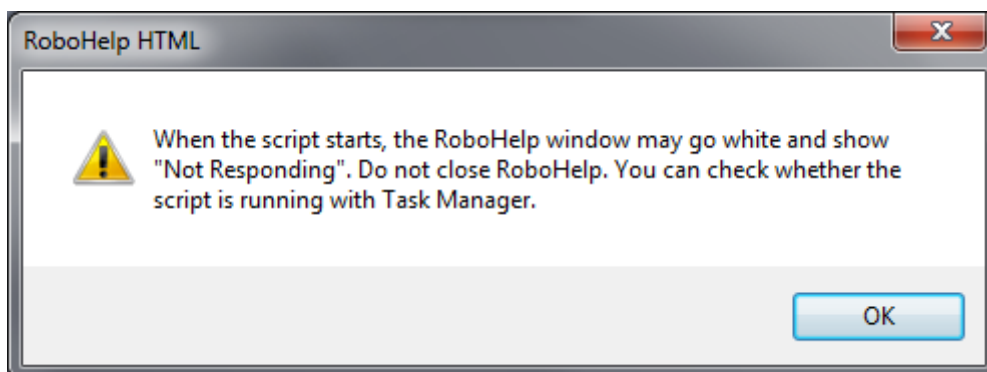 RoboHelp HTML
When the script starts, the RoboHelp window may go white and show
"Not Responding". Do not close RoboHelp. You can check whether the
script is running with Task Manager.
OK